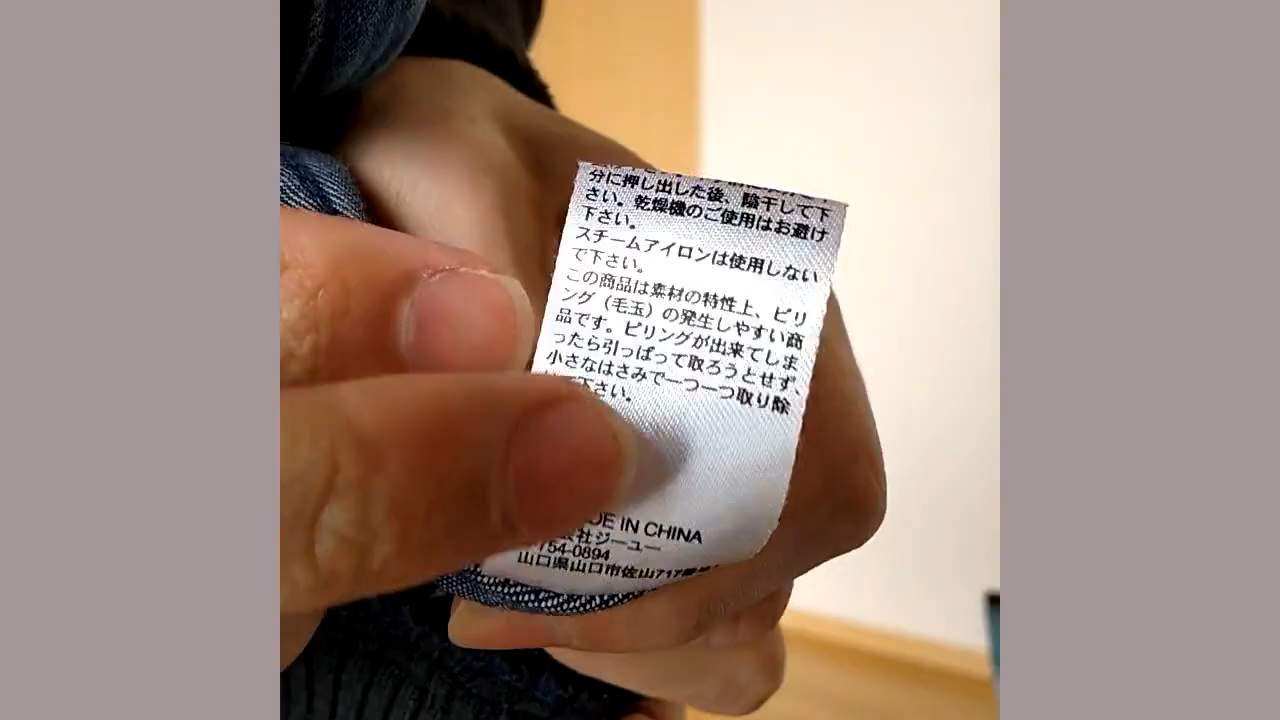 分に押し出した後、陰干して下
さい。乾燥機のご使用はお避け
下さい。
スチームアイロンは使用しない
で下さい。
この商品は素材の特性上、ピリ
ング（毛玉）の発生しやすい商
品です。ピリングが出来てしま
ったら引っぱって取ろうとせず、
小さなはさみで一つ一つ取り除
下さい。
DE IN CHINA
会社ジーユー
754-0894
山口県山口市佐山717